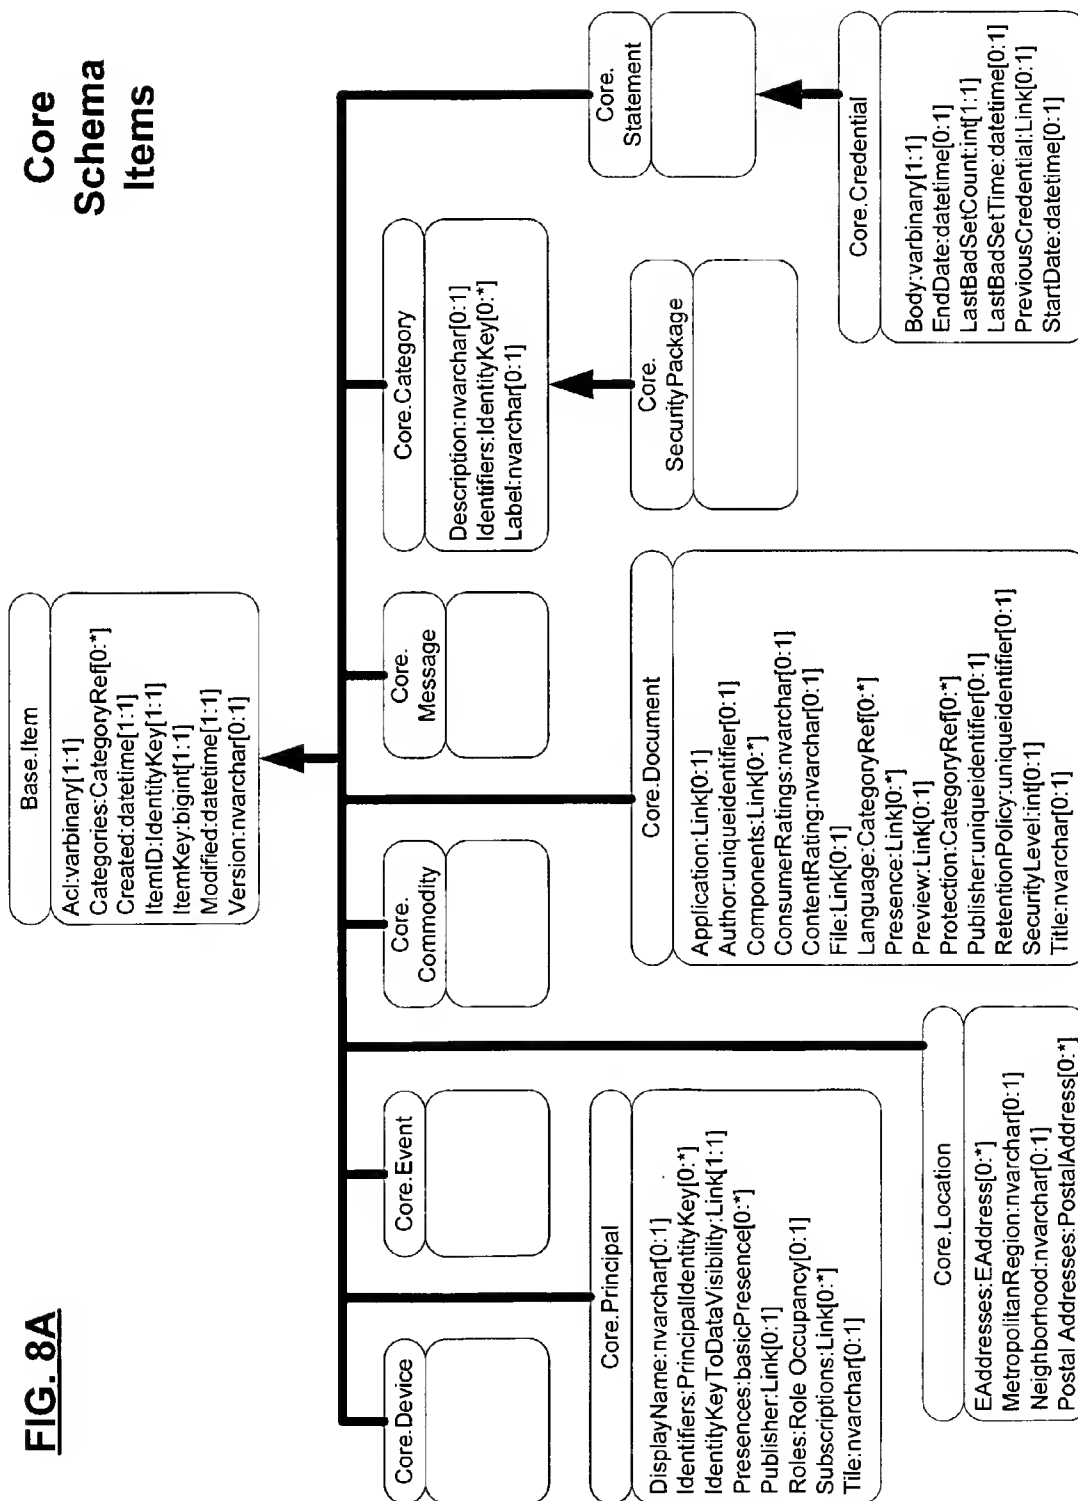 FIG. 8A
Core
Schema
Items
Base.Item
Acl:varbinary[1:1]
Categories:CategoryRef[0:*]
Created:datetime[1:1]
ItemID:IdentityKey[1:1]
ItemKey:bigint[1:1]
Modified:datetime[1:1]
Version:nvarchar[0:1]
Core.Device
Core.Event
Core.
Commodity
Core.
Message
Core.Category
Description:nvarchar[0:1]
Identifiers:IdentityKey[0:*]
Label:nvarchar[0:1]
Core.
Statement
Core.Principal
DisplayName:nvarchar[0:1]
Identifiers:PrincipalIdentityKey[0:*]
IdentityKeyToDataVisibility:Link[1:1]
Presences:basicPresence[0:*]
Publisher:Link[0:1]
Roles:Role Occupancy[0:1]
Subscriptions:Link[0:*]
Tile:nvarchar[0:1]
Core.Document
Application:Link[0:1]
Author:uniqueidentifier[0:1]
Components:Link[0:*]
ConsumerRatings:nvarchar[0:1]
ContentRating:nvarchar[0:1]
File:Link[0:1]
Language:CategoryRef[0:*]
Presence:Link]0:*]
Preview:Link[0:1]
Protection:CategoryRef[0:*]
Publisher:uniqueidentifier[0:1]
RetentionPolicy:uniqueidentifier[0:1]
SecurityLevel:int[0:1]
Title:nvarchar[0:1]
Core.
SecurityPackage
Core.Credential
Body:varbinary[1:1]
EndDate:datetime[0:1]
LastBadSetCount:int[1:1]
LastBadSetTime:datetime[0:1]
PreviousCredential:Link[0:1]
StartDate:datetime[0:1]
Core.Location
EAddresses:EAddress[0:*]
MetropolitanRegion:nvarchar[0:1]
Neighborhood:nvarchar[0:1]
Postal Addresses:PostalAddress[0:*]